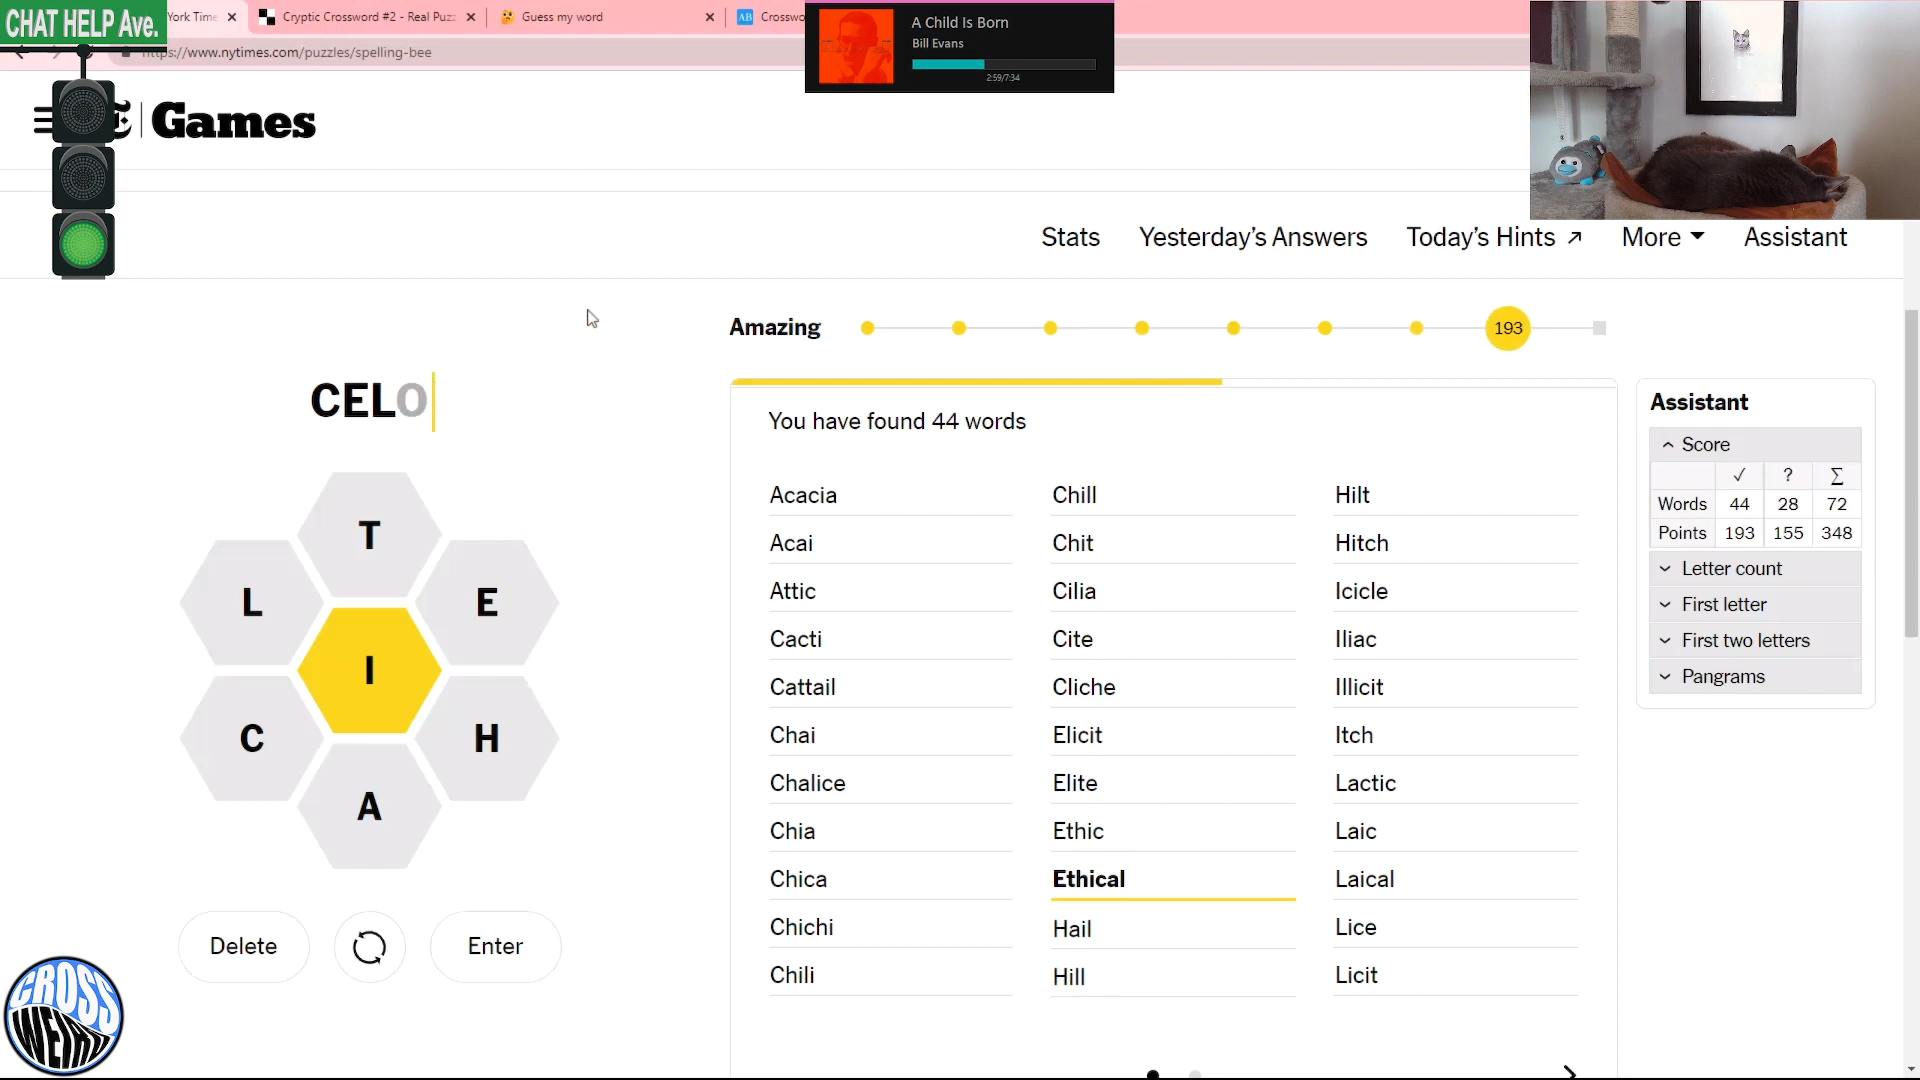 CHAT HELP Ave.
York Time
Cryptic Crossword #2 - Real Puz
Guess my word
AB
Crosswo
A Child Is Born
Bill Evans
2:59/7:34
https://www.nytimes.com/puzzles/spelling-bee
Games
Stats
Yesterday's Answers
Today's Hints
More
Assistant
Amazing
193
CELO
You have found 44 words
Acacia
Acai
Attic
Cacti
Cattail
Chai
Chalice
Chia
Chica
Chichi
Chili
Chill
Chit
Cilia
Cite
Cliche
Elicit
Elite
Ethic
Ethical
Hail
Hill
Hilt
Hitch
Icicle
Iliac
Illicit
Itch
Lactic
Laic
Laical
Lice
Licit
T
L
E
I
C
H
A
Delete
Enter
Assistant
Score
✓ ? ∑
Words 44 28 72
Points 193 155 348
Letter count
First letter
First two letters
Pangrams
CROSS
WEIRD